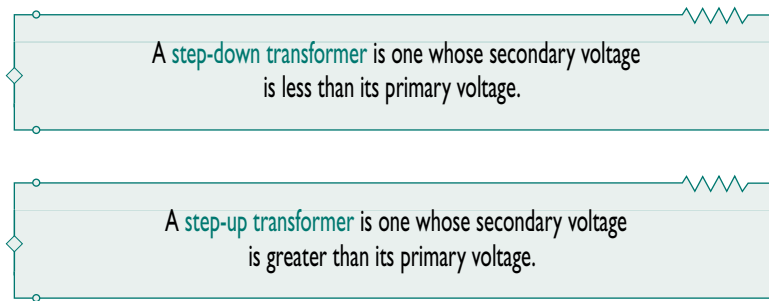 A step-down transformer is one whose secondary voltage
is less than its primary voltage.
A step-up transformer is one whose secondary voltage
is greater than its primary voltage.